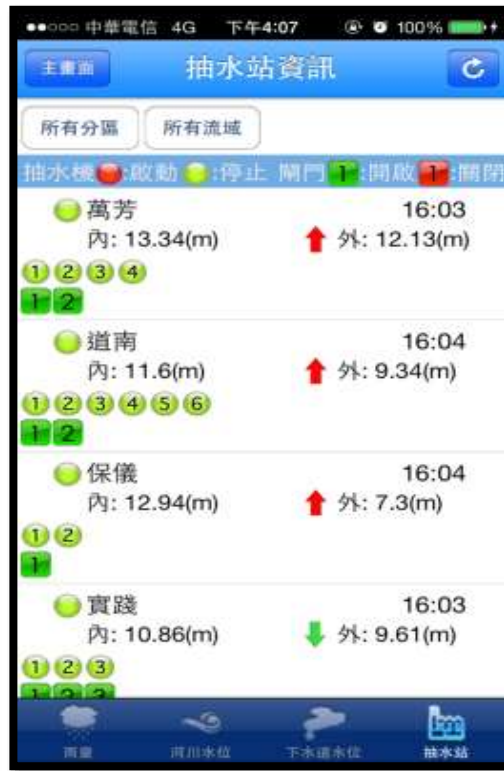 中華電信 4G 下午4:07 100%
主畫面 抽水站資訊
所有分區 所有流域
抽水機 :啟動 :停止 閘門 1 :開啟 1 :關閉
萬芳 16:03
內: 13.34(m) 外: 12.13(m)
1 2 3 4
1 2
道南 16:04
內: 11.6(m) 外: 9.34(m)
1 2 3 4 5 6
1 2
保儀 16:04
內: 12.94(m) 外: 7.3(m)
1 2
1
實踐 16:03
內: 10.86(m) 外: 9.61(m)
1 2 3
1 2 3
雨量 河川水位 下水道水位 抽水站